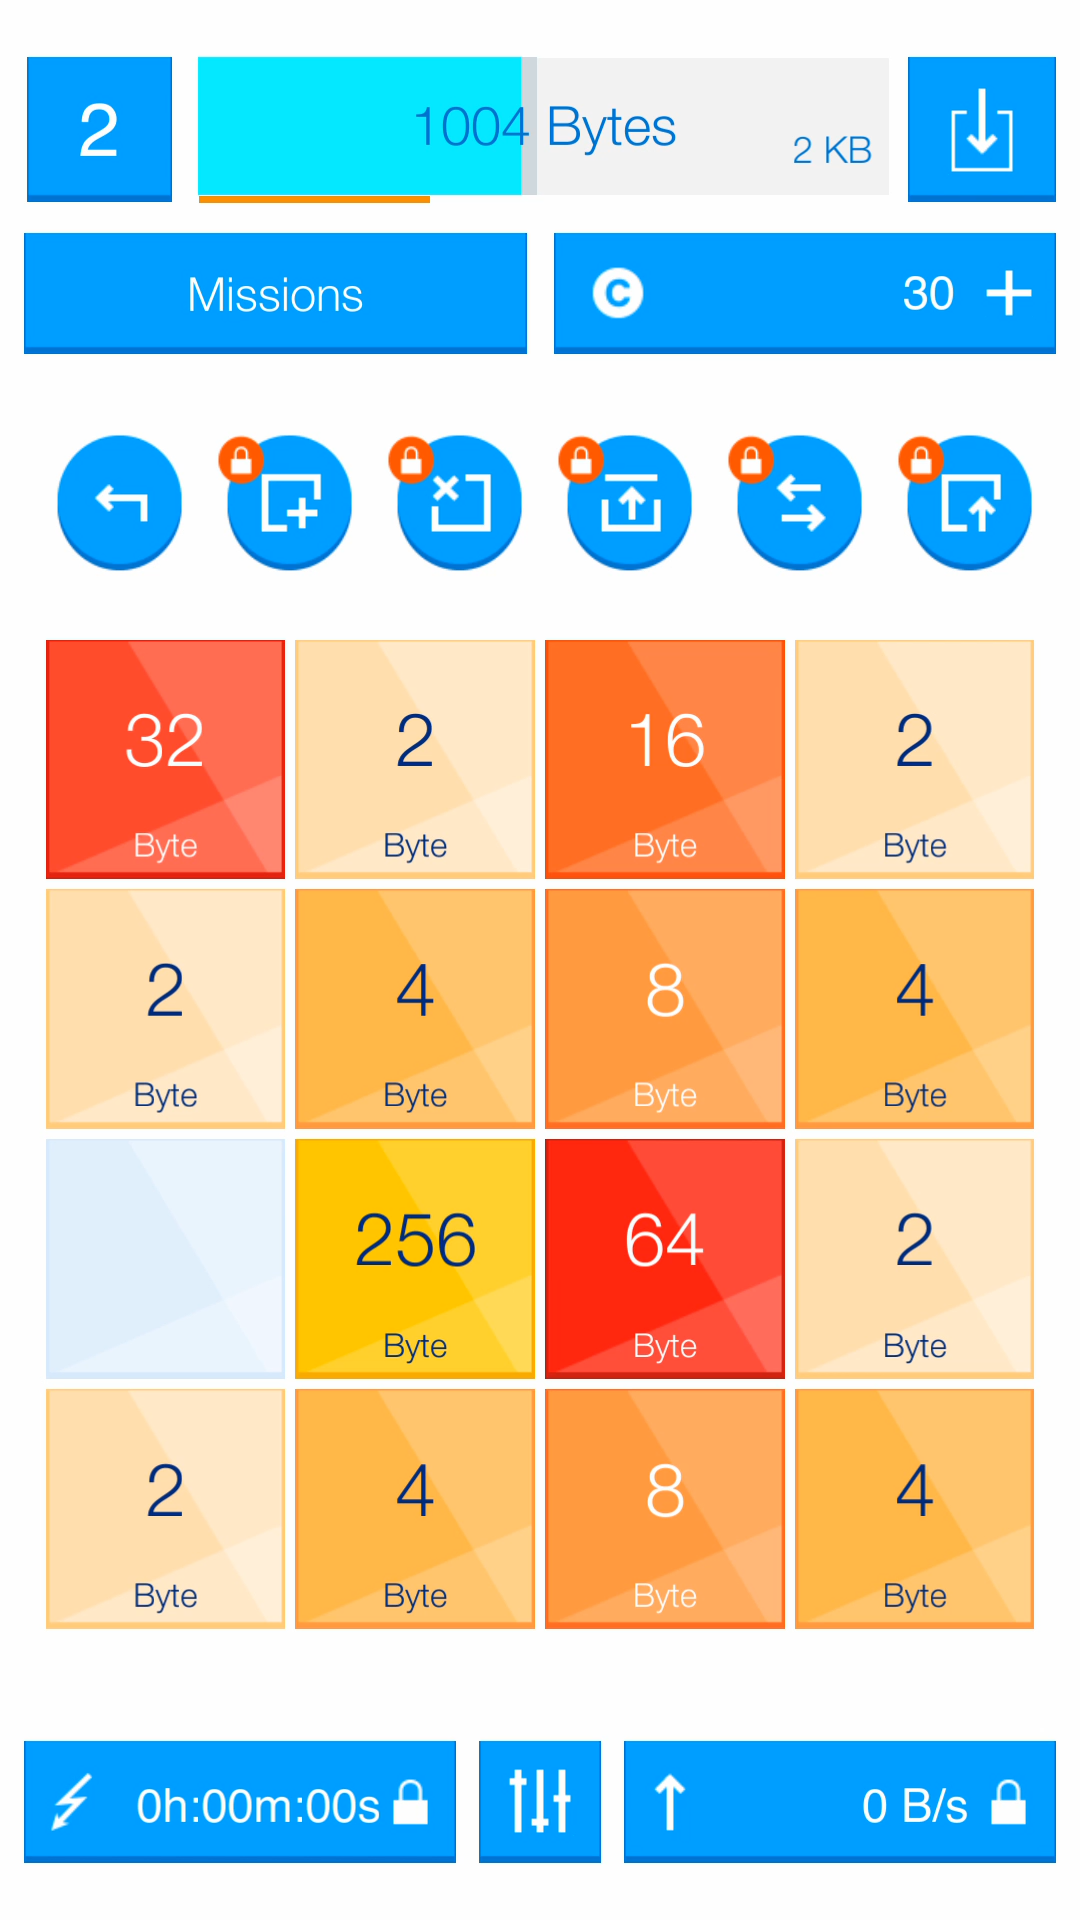 2
1004 Bytes
2 KB
Missions
C 30 +
32 2 16 2
Byte Byte Byte Byte
2 4 8 4
Byte Byte Byte Byte
256 64 2
Byte Byte Byte
2 4 8 4
Byte Byte Byte Byte
0h:00m:00s 0 B/s